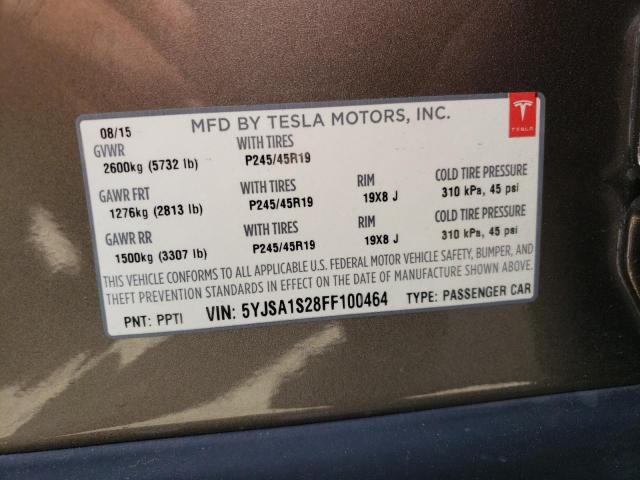 08/15 MFD BY TESLA MOTORS, INC.
TESLA
GVWR WITH TIRES
2600kg (5732 lb) P245/45R19
GAWR FRT WITH TIRES RIM COLD TIRE PRESSURE
1276kg (2813 lb) P245/45R19 19X8 J 310 kPa, 45 psi
GAWR RR WITH TIRES RIM COLD TIRE PRESSURE
1500kg (3307 lb) P245/45R19 19X8 J 310 kPa, 45 psi
THIS VEHICLE CONFORMS TO ALL APPLICABLE U.S. FEDERAL MOTOR VEHICLE SAFETY, BUMPER, AND
THEFT PREVENTION STANDARDS IN EFFECT ON THE DATE OF MANUFACTURE SHOWN ABOVE.
PNT: PPTI VIN: 5YJSA1S28FF100464 TYPE: PASSENGER CAR